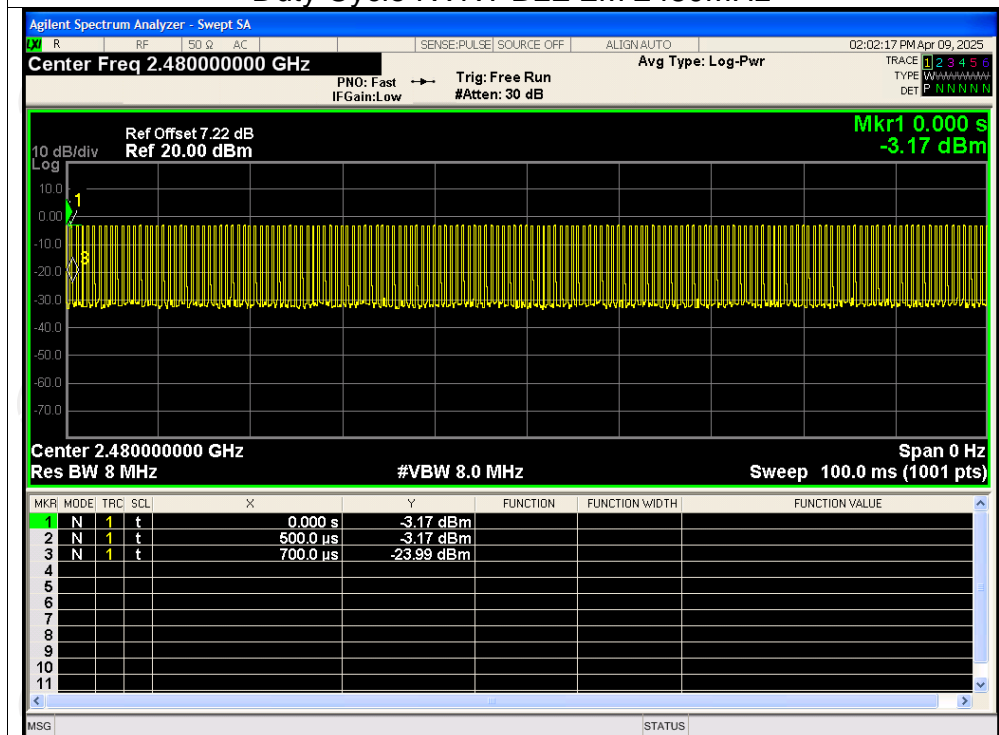 Agilent Spectrum Analyzer - Swept SA
LXI R RF 50 Ω AC SENSE:PULSE SOURCE OFF ALIGN AUTO 02:02:17 PM Apr 09, 2025
Center Freq 2.480000000 GHz Avg Type: Log-Pwr TRACE 1 2 3 4 5 6
PNO: Fast Trig: Free Run TYPE WWWWWW
IFGain:Low #Atten: 30 dB DET P N N N N N
Mkr1 0.000 s
Ref Offset 7.22 dB
10 dB/div Ref 20.00 dBm -3.17 dBm
Log
10.0
1
0.00
-10.0
3
-20.0
-30.0
-40.0
-50.0
-60.0
-70.0
Center 2.480000000 GHz Span 0 Hz
Res BW 8 MHz #VBW 8.0 MHz Sweep 100.0 ms (1001 pts)
MKR MODE TRC SCL X Y FUNCTION FUNCTION WIDTH FUNCTION VALUE
1 N 1 t 0.000 s -3.17 dBm
2 N 1 t 500.0 µs -3.17 dBm
3 N 1 t 700.0 µs -23.99 dBm
4
5
6
7
8
9
10
11
MSG STATUS